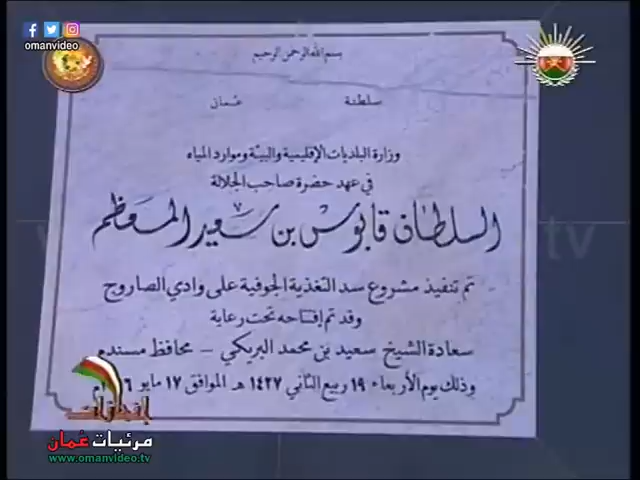 omanvideo
بسم الله الرحمن الرحيم
سلطنة عمان
وزارة البلديات الإقليمية والبيئة وموارد المياه
في عهد حضرة صاحب الجلالة
السلطان قابوس بن سعيد المعظم
تم تنفيذ مشروع سد التغذية الجوفية على وادي الصاروج
وقد تم إفتتاحه تحت رعاية
سعادة الشيخ سعيد بن محمد البريكي - محافظ مسندم
وذلك يوم الأربعاء ١٩ ربيع الثاني ١٤٢٧ هـ الموافق ١٧ مايو
مرئيات عُمان
www.omanvideo.tv